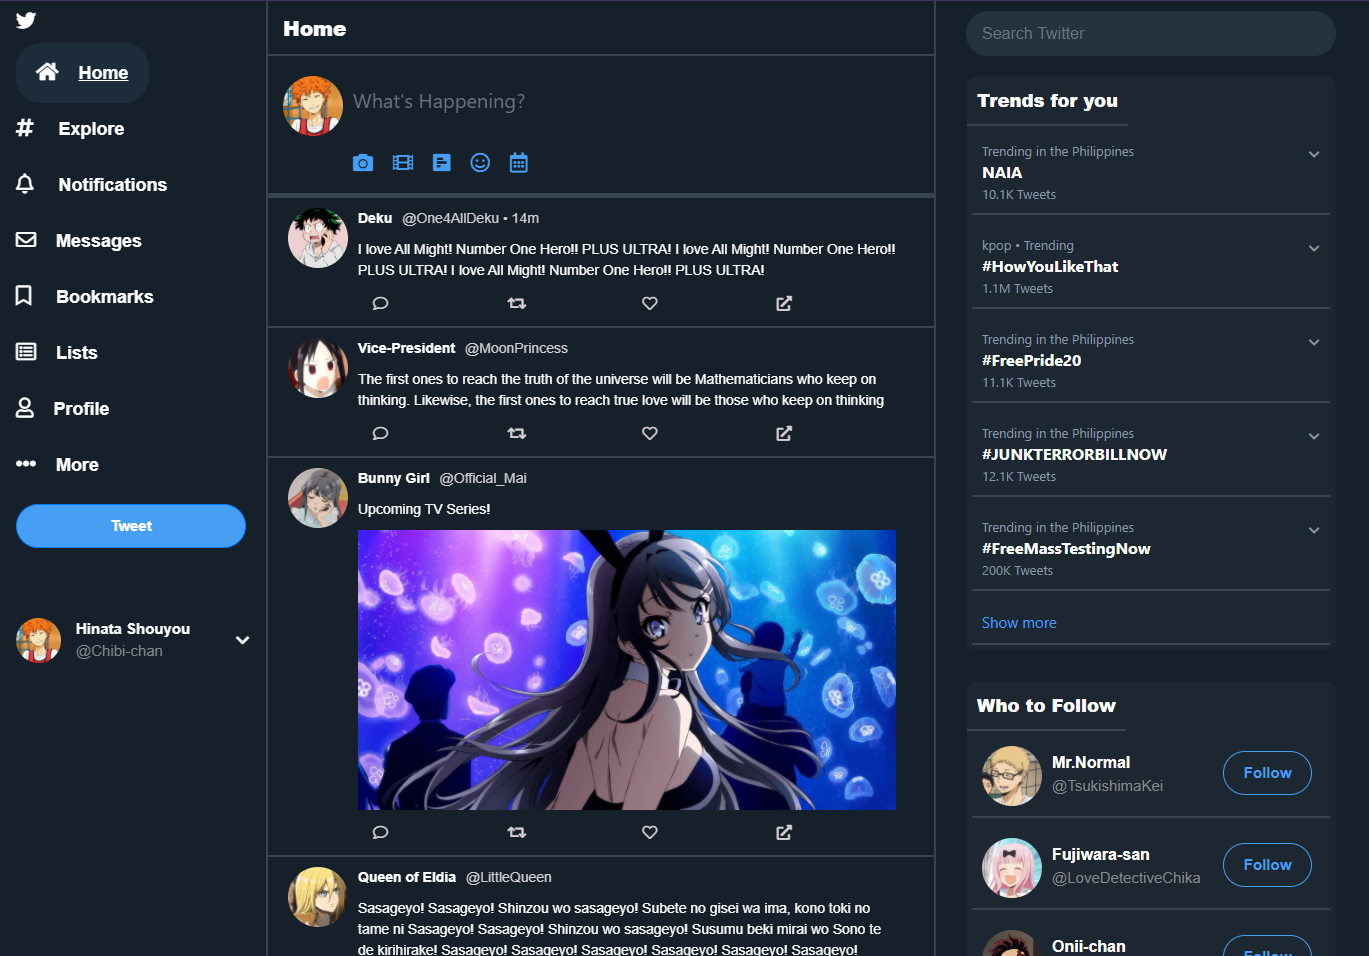 Home
Explore
Notifications
Messages
Bookmarks
Lists
Profile
More
Tweet
Hinata Shouyou
@Chibi-chan
Home
What's Happening?
Deku @One4AllDeku • 14m
I love All Might! Number One Hero!! PLUS ULTRA! I love All Might! Number One Hero!!
PLUS ULTRA! I love All Might! Number One Hero!! PLUS ULTRA!
Vice-President @MoonPrincess
The first ones to reach the truth of the universe will be Mathematicians who keep on
thinking. Likewise, the first ones to reach true love will be those who keep on thinking
Bunny Girl @Official_Mai
Upcoming TV Series!
Queen of Eldia @LittleQueen
Sasageyo! Sasageyo! Shinzou wo sasageyo! Subete no gisei wa ima, kono toki no
tame ni Sasageyo! Sasageyo! Shinzou wo sasageyo! Susumu beki mirai wo Sono te
de kirihirake! Sasageyo! Sasageyo! Sasageyo! Sasageyo! Sasageyo! Sasageyo!
Search Twitter
Trends for you
Trending in the Philippines
NAIA
10.1K Tweets
kpop • Trending
#HowYouLikeThat
1.1M Tweets
Trending in the Philippines
#FreePride20
11.1K Tweets
Trending in the Philippines
#JUNKTERRORBILLNOW
12.1K Tweets
Trending in the Philippines
#FreeMassTestingNow
200K Tweets
Show more
Who to Follow
Mr.Normal
@TsukishimaKei
Follow
Fujiwara-san
@LoveDetectiveChika
Follow
Onii-chan
Follow